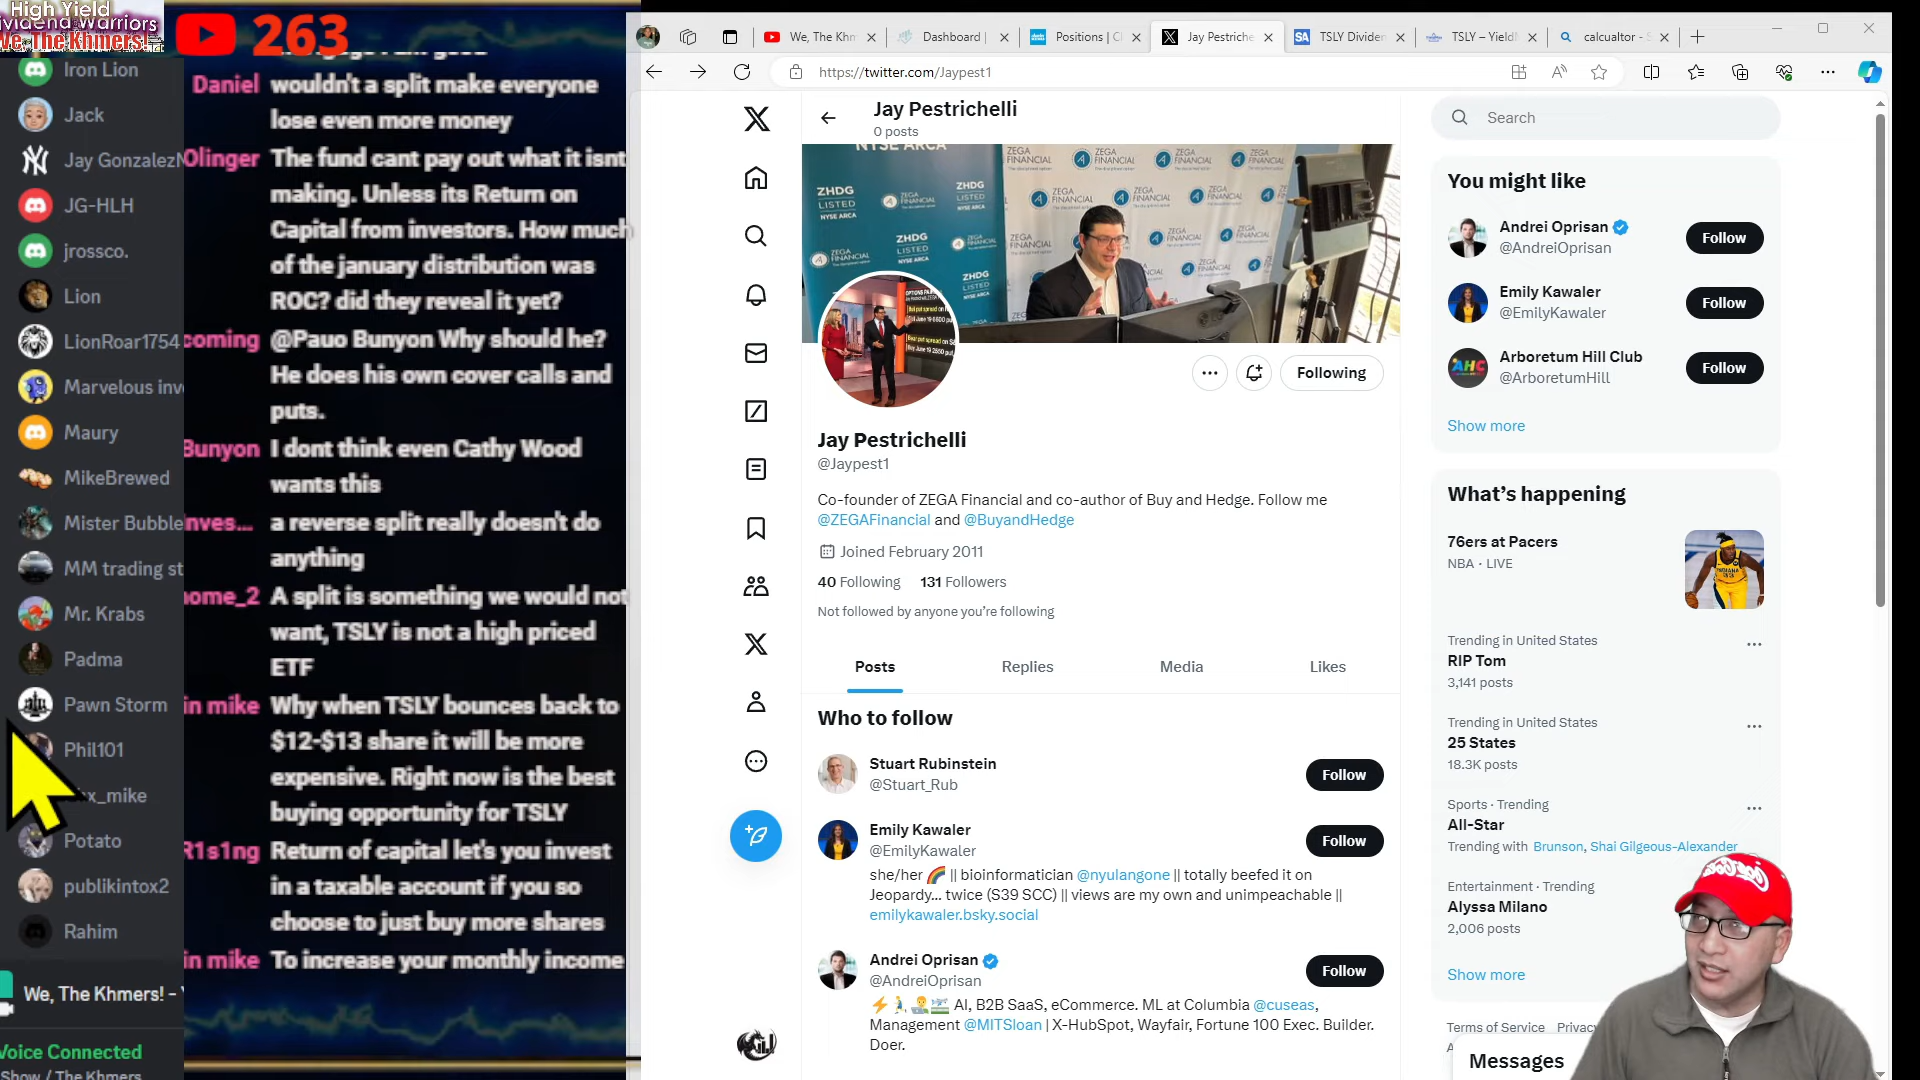 High Yield
Dividend Warriors
We, The Khmers!
263
Iron Lion
Jack
Jay Gonzalez
JG-HLH
jrossco.
Lion
LionRoar1754
Marvelous inv
Maury
MikeBrewed
Mister Bubble
MM trading st
Mr. Krabs
Padma
Pawn Storm
Phil101
x_mike
Potato
publikintox2
Rahim
We, The Khmers! -
Voice Connected
Show / The Khmers
Daniel wouldn't a split make everyone
lose even more money
Olinger The fund cant pay out what it isnt
making. Unless its Return on
Capital from investors. How much
of the january distribution was
ROC? did they reveal it yet?
coming @Pauo Bunyon Why should he?
He does his own cover calls and
puts.
Bunyon I dont think even Cathy Wood
wants this
nves... a reverse split really doesn't do
anything
ome_2 A split is something we would not
want, TSLY is not a high priced
ETF
in mike Why when TSLY bounces back to
$12-$13 share it will be more
expensive. Right now is the best
buying opportunity for TSLY
R1s1ng Return of capital let's you invest
in a taxable account if you so
choose to just buy more shares
in mike To increase your monthly income
We, The Khm
Dashboard |
Positions | C
Jay Pestriche
TSLY Dividen
TSLY – Yield
calcualtor - S
https://twitter.com/Jaypest1
Jay Pestrichelli
0 posts
NYSE ARCA
ZHDG
LISTED
NYSE ARCA
ZEGA
FINANCIAL
ZHDG
LISTED
NYSE ARCA
Following
Jay Pestrichelli
@Jaypest1
Co-founder of ZEGA Financial and co-author of Buy and Hedge. Follow me
@ZEGAFinancial and @BuyandHedge
Joined February 2011
40 Following 131 Followers
Not followed by anyone you're following
Posts Replies Media Likes
Who to follow
Stuart Rubinstein
@Stuart_Rub
Follow
Emily Kawaler
@EmilyKawaler
Follow
she/her 🌈 || bioinformatician @nyulangone || totally beefed it on
Jeopardy... twice (S39 SCC) || views are my own and unimpeachable ||
emilykawaler.bsky.social
Andrei Oprisan
@AndreiOprisan
Follow
AI, B2B SaaS, eCommerce. ML at Columbia @cuseas,
Management @MITSloan | X-HubSpot, Wayfair, Fortune 100 Exec. Builder.
Doer.
Search
You might like
Andrei Oprisan
@AndreiOprisan
Follow
Emily Kawaler
@EmilyKawaler
Follow
AHC
Arboretum Hill Club
@ArboretumHill
Follow
Show more
What's happening
76ers at Pacers
NBA · LIVE
Trending in United States
RIP Tom
3,141 posts
Trending in United States
25 States
18.3K posts
Sports · Trending
All-Star
Trending with Brunson, Shai Gilgeous-Alexander
Entertainment · Trending
Alyssa Milano
2,006 posts
Show more
Terms of Service Privacy
Messages